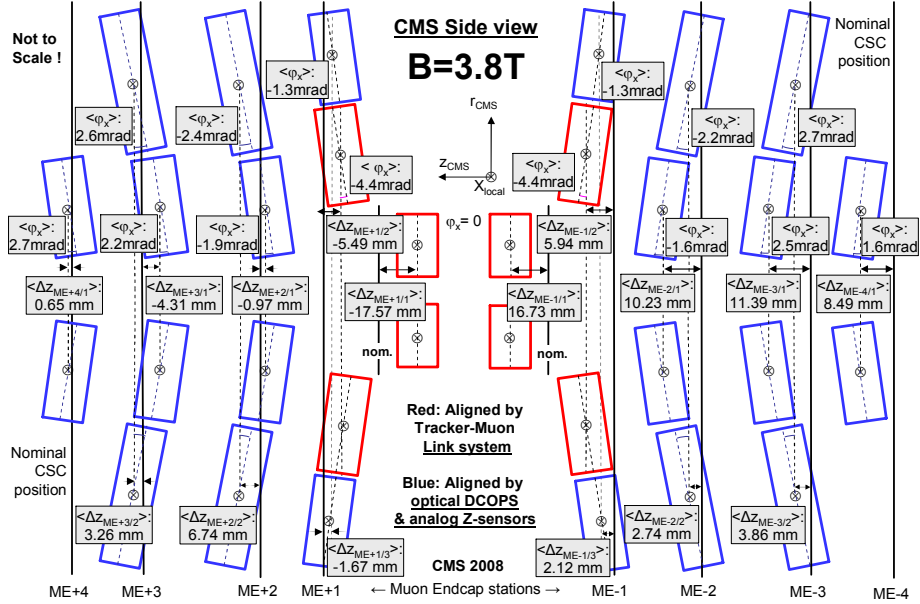 Not to
Scale !
CMS Side view
B=3.8T
Nominal
CSC
position
<φx>:
-1.3mrad
<φx>:
-1.3mrad
<φx>:
2.6mrad
<φx>:
-2.4mrad
<φx>:
-2.2mrad
<φx>:
2.7mrad
rCMS
zCMS
Xlocal
< φx>:
-4.4mrad
<φx>:
-4.4mrad
<φx>:
2.7mrad
<φx>:
2.2mrad
<φx>:
-1.9mrad
φx= 0
<φx>:
-1.6mrad
<φx>:
2.5mrad
<φx>:
1.6mrad
<ΔzME+1/2>:
-5.49 mm
<ΔzME-1/2>:
5.94 mm
<ΔzME+4/1>:
0.65 mm
<ΔzME+3/1>:
-4.31 mm
<ΔzME+2/1>:
-0.97 mm
<ΔzME+1/1>:
-17.57 mm
<ΔzME-1/1>:
16.73 mm
<ΔzME-2/1>:
10.23 mm
<ΔzME-3/1>:
11.39 mm
<ΔzME-4/1>:
8.49 mm
nom.
nom.
Red: Aligned by
Tracker-Muon
Link system
Blue: Aligned by
optical DCOPS
& analog Z-sensors
Nominal
CSC
position
<ΔzME+3/2>:
3.26 mm
<ΔzME+2/2>:
6.74 mm
<ΔzME+1/3>:
-1.67 mm
CMS 2008
<ΔzME-1/3>:
2.12 mm
<ΔzME-2/2>:
2.74 mm
<ΔzME-3/2>:
3.86 mm
ME+4
ME+3
ME+2
ME+1
← Muon Endcap stations →
ME-1
ME-2
ME-3
ME-4